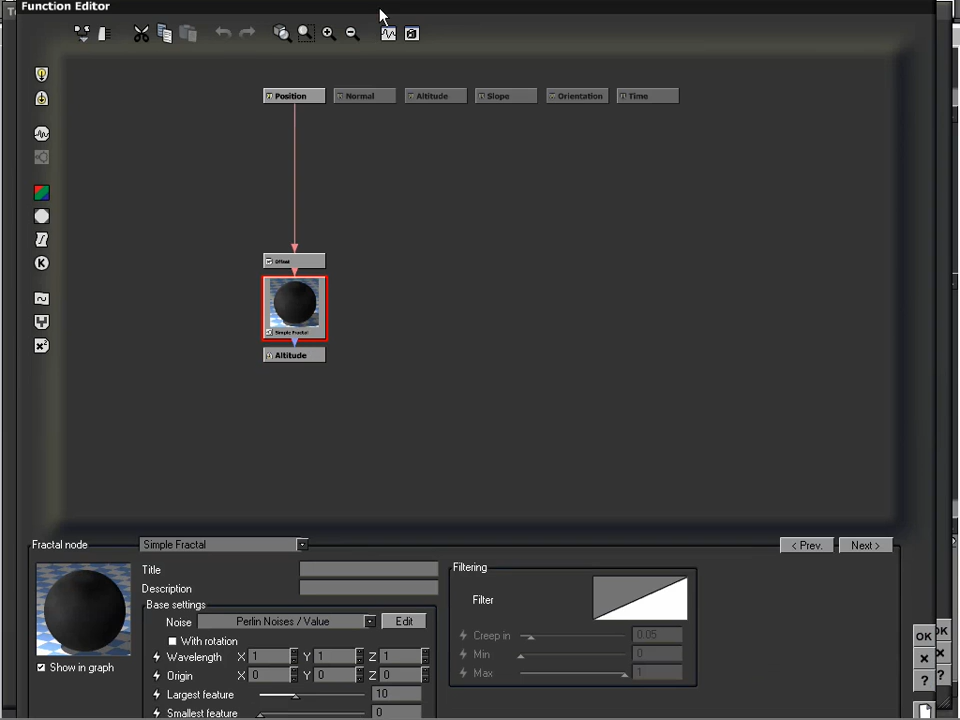 Function Editor
Position Normal Altitude Slope Orientation Time
Offset
Simple Fractal
Altitude
Fractal node Simple Fractal < Prev. Next >
Title
Description
Base settings
Noise Perlin Noises / Value Edit
With rotation
Wavelength X 1 Y 1 Z 1
Origin X 0 Y 0 Z 0
Largest feature 10
Smallest feature 0
Show in graph
Filtering
Filter
Creep in 0.05
Min 0
Max 1
OK
OK
?
?